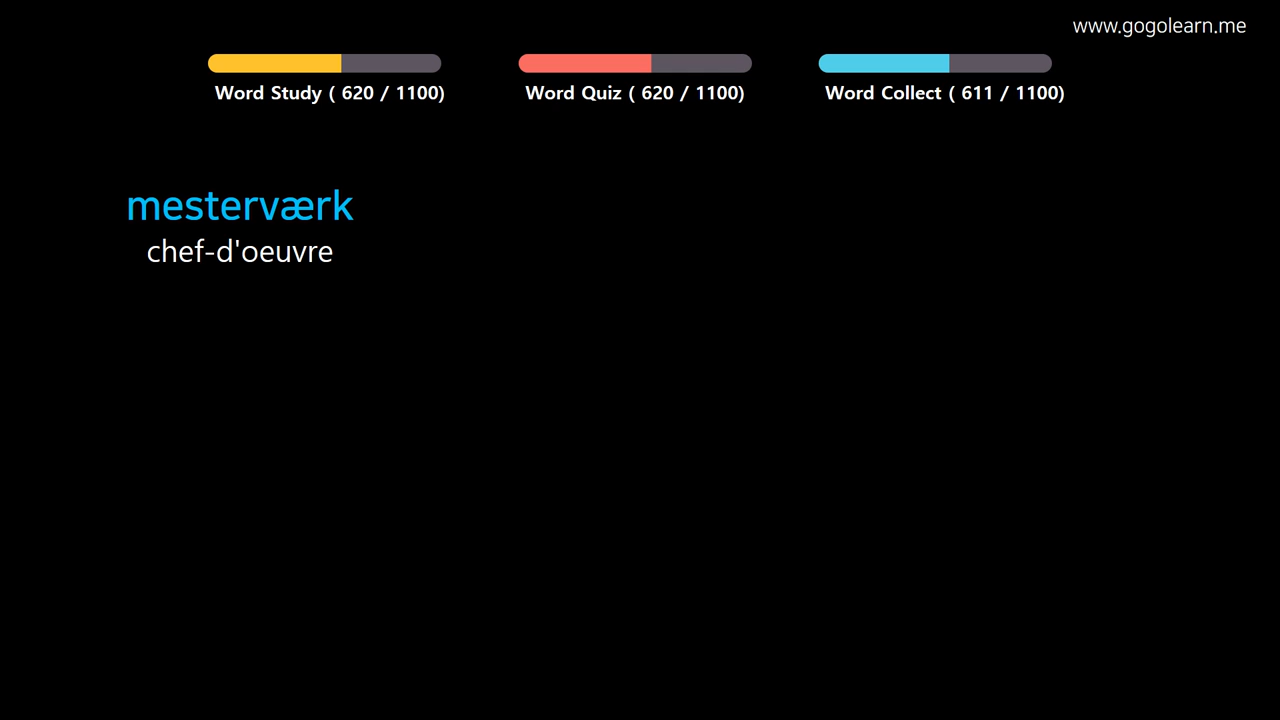 www.gogolearn.me
Word Study ( 620 / 1100)
Word Quiz ( 620 / 1100)
Word Collect ( 611 / 1100)
mesterværk
chef-d'oeuvre